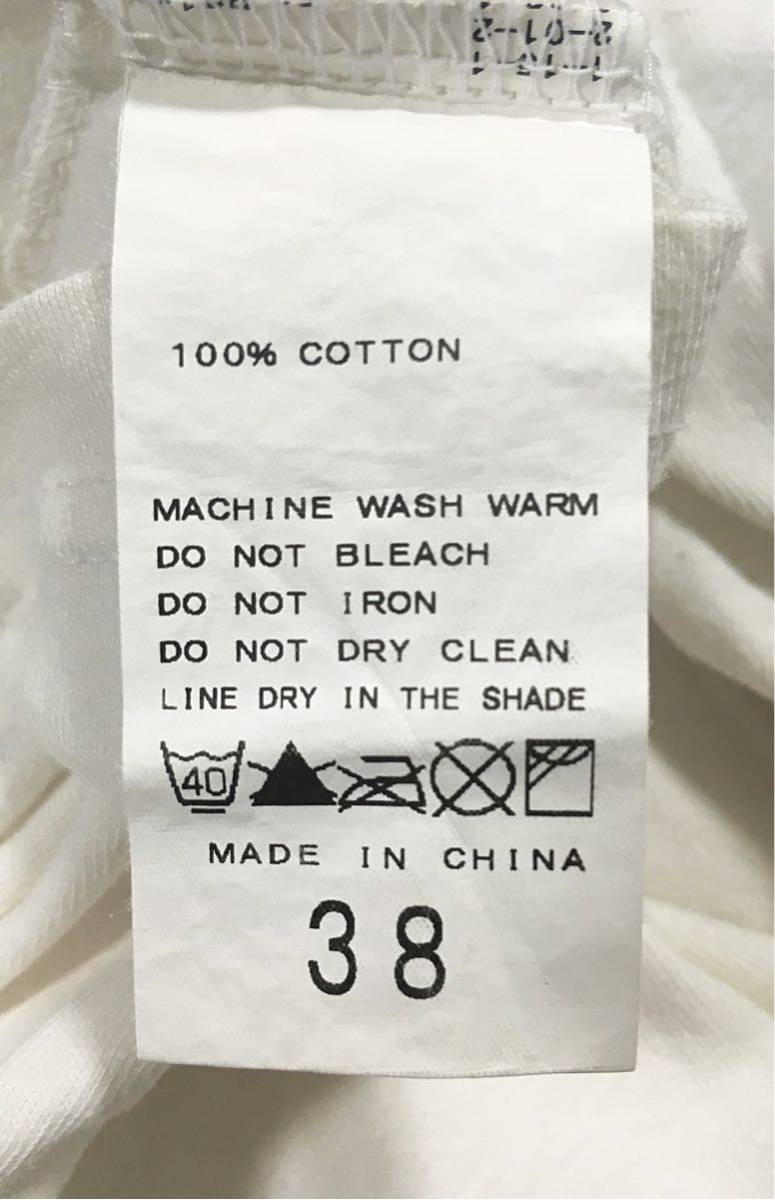 100% COTTON
MACHINE WASH WARM
DO NOT BLEACH
DO NOT IRON
DO NOT DRY CLEAN
LINE DRY IN THE SHADE
40
MADE IN CHINA
38